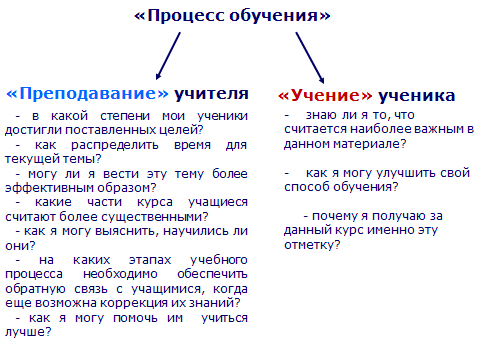 «Процесс обучения»
«Преподавание» учителя
- в какой степени мои ученики
достигли поставленных целей?
- как распределить время для
текущей темы?
- могу ли я вести эту тему более
эффективным образом?
- какие части курса учащиеся
считают более существенными?
- как я могу выяснить, научились ли
они?
- на каких этапах учебного
процесса необходимо обеспечить
обратную связь с учащимися, когда
еще возможна коррекция их знаний?
- как я могу помочь им учиться
лучше?
«Учение» ученика
- знаю ли я то, что
считается наиболее важным в
данном материале?
- как я могу улучшить свой
способ обучения?
- почему я получаю за
данный курс именно эту
отметку?